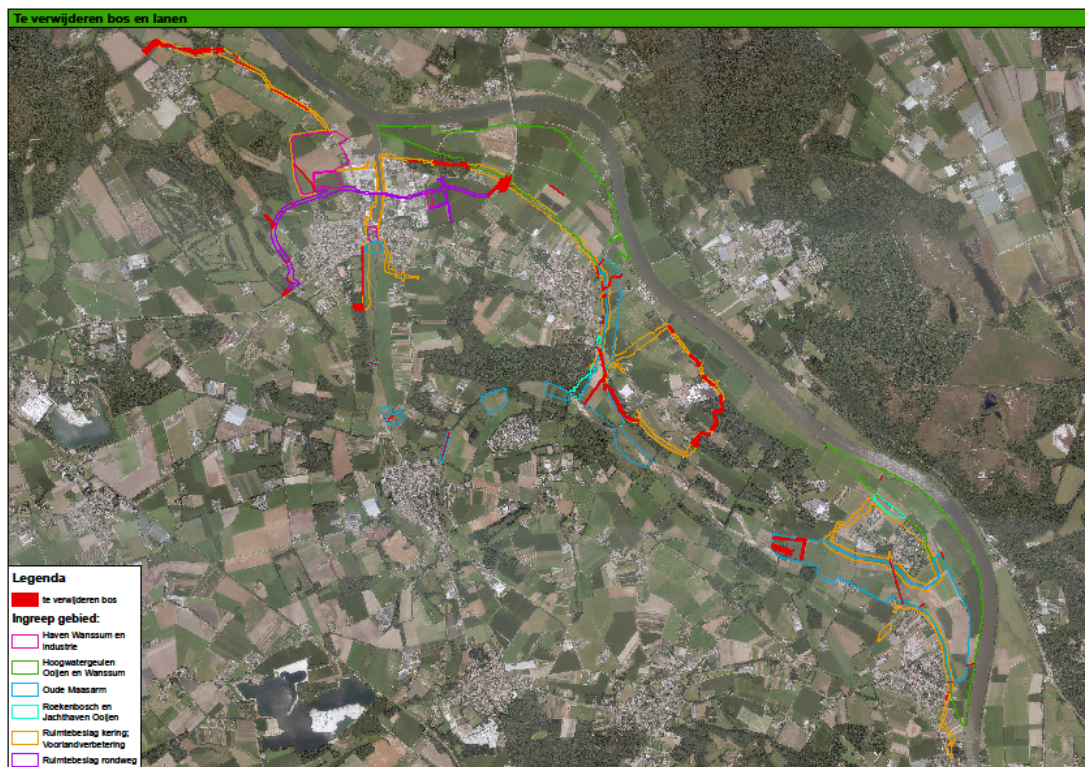 Te verwijderen bos en lanen
Legenda
te verwijderen bos
Ingreep gebied:
Haven Wanssum en
Industrie
Hoogwatergeulen
Ooijen en Wanssum
Oude Maasarm
Roekenbosch en
Jachthaven Ooijen
Ruimtebeslag kering;
Voorlandverbetering
Ruimtebeslag rondweg